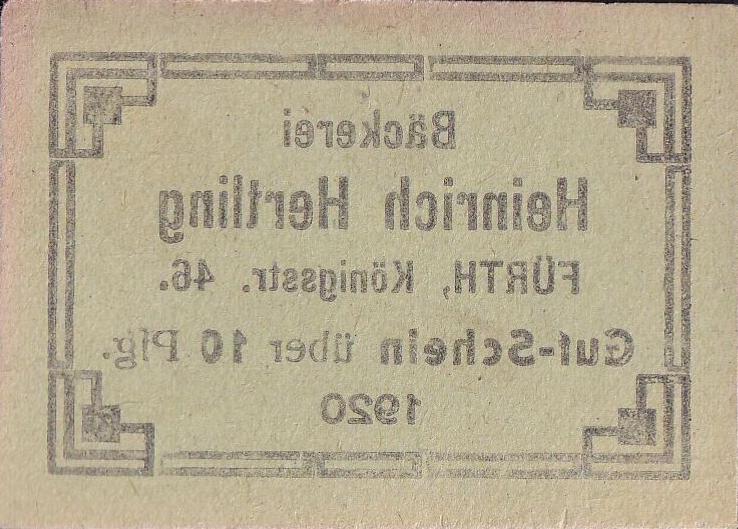 Bäckerei
Heinrich Hertling
FÜRTH, Königsstr. 46.
Gut-Schein über 10 Pfg.
1920